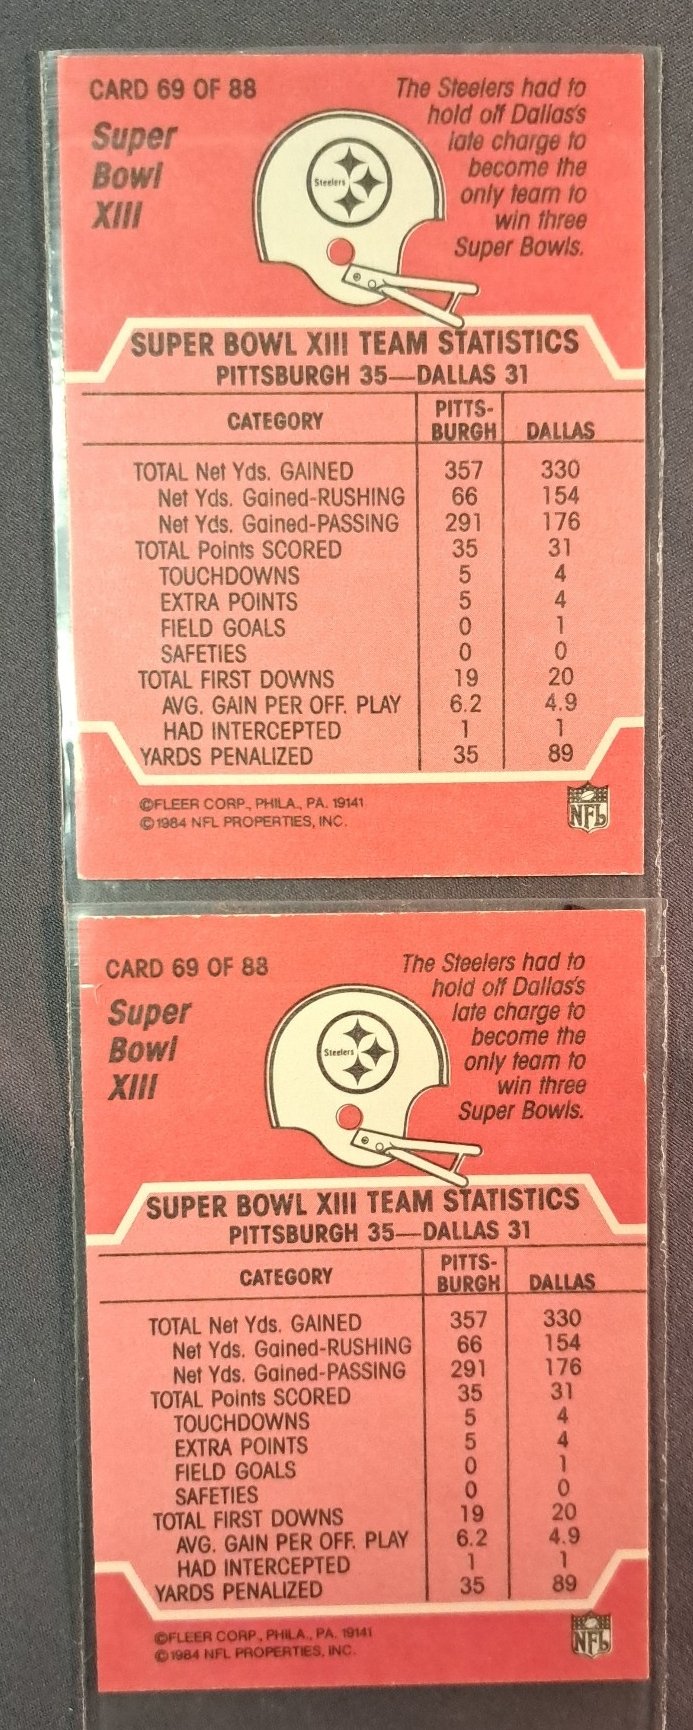 CARD 69 OF 88
Super
Bowl
XIII
The Steelers had to
hold off Dallas's
late charge to
become the
only team to
win three
Super Bowls.
Steelers
SUPER BOWL XIII TEAM STATISTICS
PITTSBURGH 35—DALLAS 31
CATEGORY PITTS-
BURGH DALLAS
TOTAL Net Yds. GAINED 357 330
Net Yds. Gained-RUSHING 66 154
Net Yds. Gained-PASSING 291 176
TOTAL Points SCORED 35 31
TOUCHDOWNS 5 4
EXTRA POINTS 5 4
FIELD GOALS 0 1
SAFETIES 0 0
TOTAL FIRST DOWNS 19 20
AVG. GAIN PER OFF. PLAY 6.2 4.9
HAD INTERCEPTED 1 1
YARDS PENALIZED 35 89
©FLEER CORP., PHILA., PA. 19141
©1984 NFL PROPERTIES, INC.
NFL
CARD 69 OF 88
Super
Bowl
XIII
The Steelers had to
hold off Dallas's
late charge to
become the
only team to
win three
Super Bowls.
Steelers
SUPER BOWL XIII TEAM STATISTICS
PITTSBURGH 35—DALLAS 31
CATEGORY PITTS-
BURGH DALLAS
TOTAL Net Yds. GAINED 357 330
Net Yds. Gained-RUSHING 66 154
Net Yds. Gained-PASSING 291 176
TOTAL Points SCORED 35 31
TOUCHDOWNS 5 4
EXTRA POINTS 5 4
FIELD GOALS 0 1
SAFETIES 0 0
TOTAL FIRST DOWNS 19 20
AVG. GAIN PER OFF. PLAY 6.2 4.9
HAD INTERCEPTED 1 1
YARDS PENALIZED 35 89
©FLEER CORP., PHILA., PA. 19141
©1984 NFL PROPERTIES, INC.
NFL